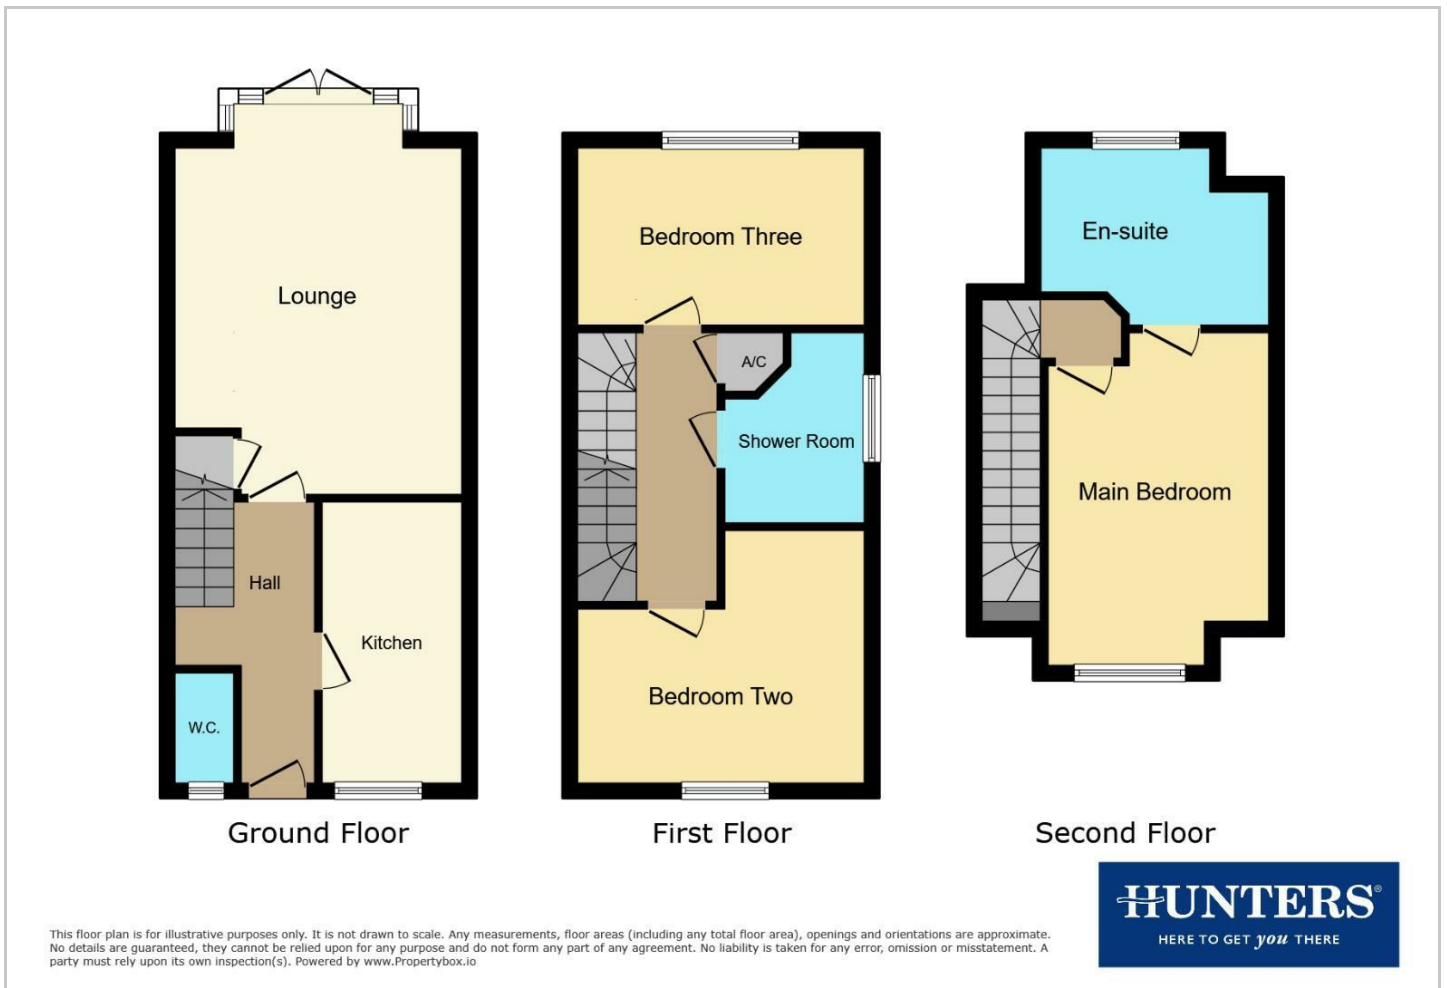 Lounge
Hall
Kitchen
W.C.
Ground Floor
Bedroom Three
A/C
Shower Room
Bedroom Two
First Floor
En-suite
Main Bedroom
Second Floor
HUNTERS®
HERE TO GET you THERE
This floor plan is for illustrative purposes only. It is not drawn to scale. Any measurements, floor areas (including any total floor area), openings and orientations are approximate.
No details are guaranteed, they cannot be relied upon for any purpose and do not form any part of any agreement. No liability is taken for any error, omission or misstatement. A
party must rely upon its own inspection(s). Powered by www.Propertybox.io